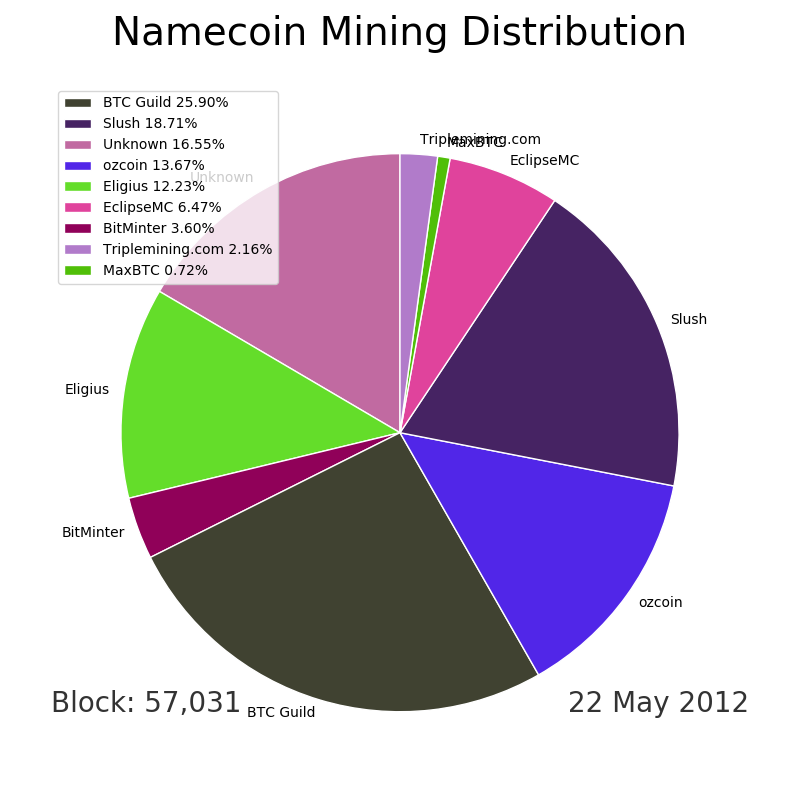 Namecoin Mining Distribution
BTC Guild 25.90%
Slush 18.71%
Unknown 16.55%
ozcoin 13.67%
Eligius 12.23%
EclipseMC 6.47%
BitMinter 3.60%
Triplemining.com 2.16%
MaxBTC 0.72%
Triplemining.com
MaxBTC
EclipseMC
Unknown
Slush
Eligius
BitMinter
ozcoin
BTC Guild
Block: 57,031
22 May 2012